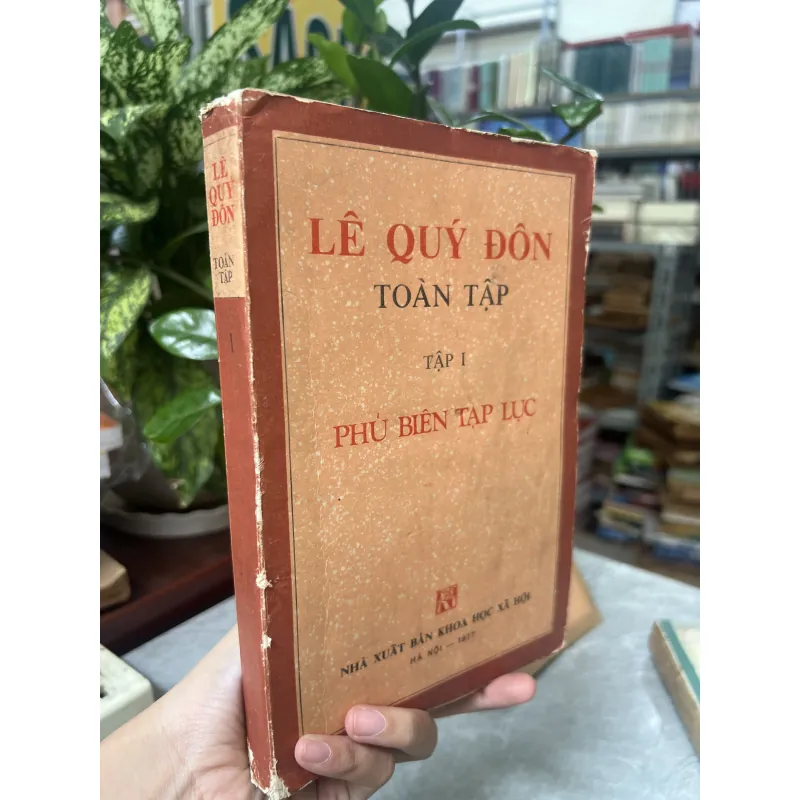 LÊ
QUÝ
ĐÔN
TOÀN
TẬP
I
LÊ QUÝ ĐÔN
TOÀN TẬP
TẬP I
PHỦ BIÊN TẠP LỤC
NHÀ XUẤT BẢN KHOA HỌC XÃ HỘI
HÀ NỘI — 1977